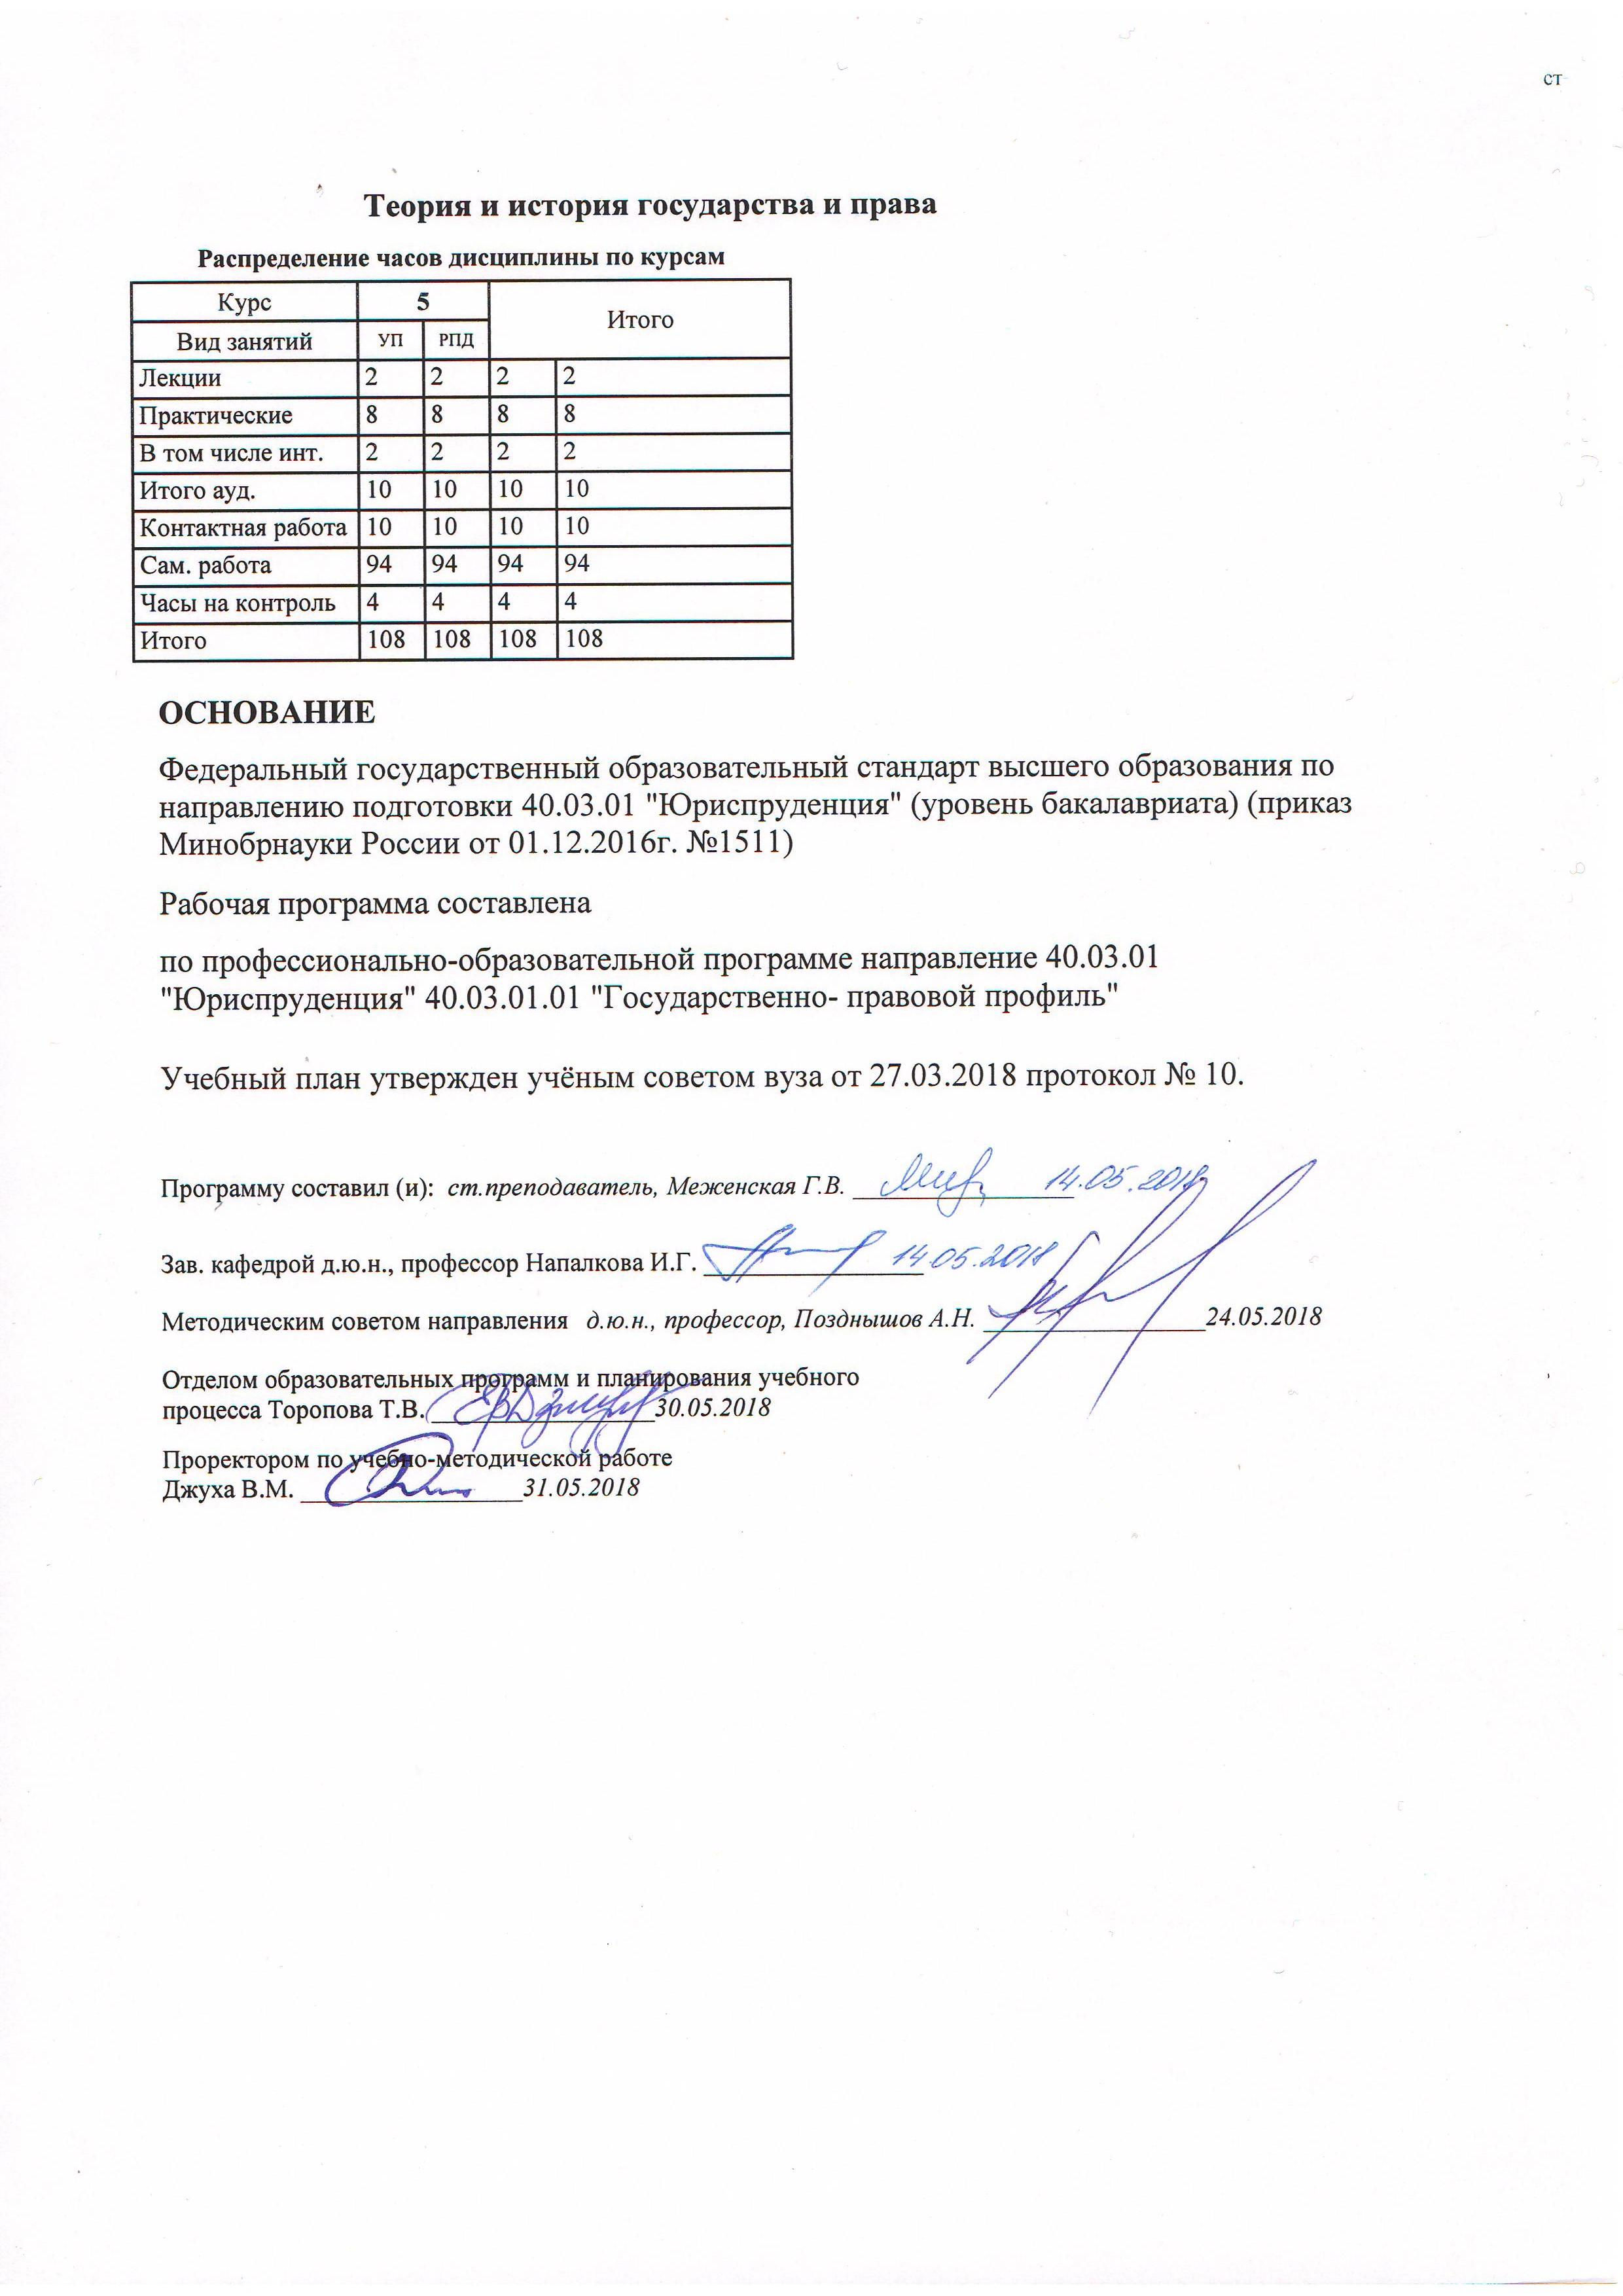 ст
Теория и история государства и права
Распределение часов дисциплины по курсам
Курс 5 Итого
Вид занятий УП РПД
Лекции 2 2 2 2
Практические 8 8 8 8
В том числе инт. 2 2 2 2
Итого ауд. 10 10 10 10
Контактная работа 10 10 10 10
Сам. работа 94 94 94 94
Часы на контроль 4 4 4 4
Итого 108 108 108 108
ОСНОВАНИЕ
Федеральный государственный образовательный стандарт высшего образования по
направлению подготовки 40.03.01 "Юриспруденция" (уровень бакалавриата) (приказ
Минобрнауки России от 01.12.2016г. №1511)
Рабочая программа составлена
по профессионально-образовательной программе направление 40.03.01
"Юриспруденция" 40.03.01.01 "Государственно- правовой профиль"
Учебный план утвержден учёным советом вуза от 27.03.2018 протокол № 10.
Программу составил (и): ст.преподаватель, Меженская Г.В. 14.05.2018
Зав. кафедрой д.ю.н., профессор Напалкова И.Г. 14.05.2018
Методическим советом направления д.ю.н., профессор, Позднышов А.Н. 24.05.2018
Отделом образовательных программ и планирования учебного
процесса Торопова Т.В. 30.05.2018
Проректором по учебно-методической работе
Джуха В.М. 31.05.2018